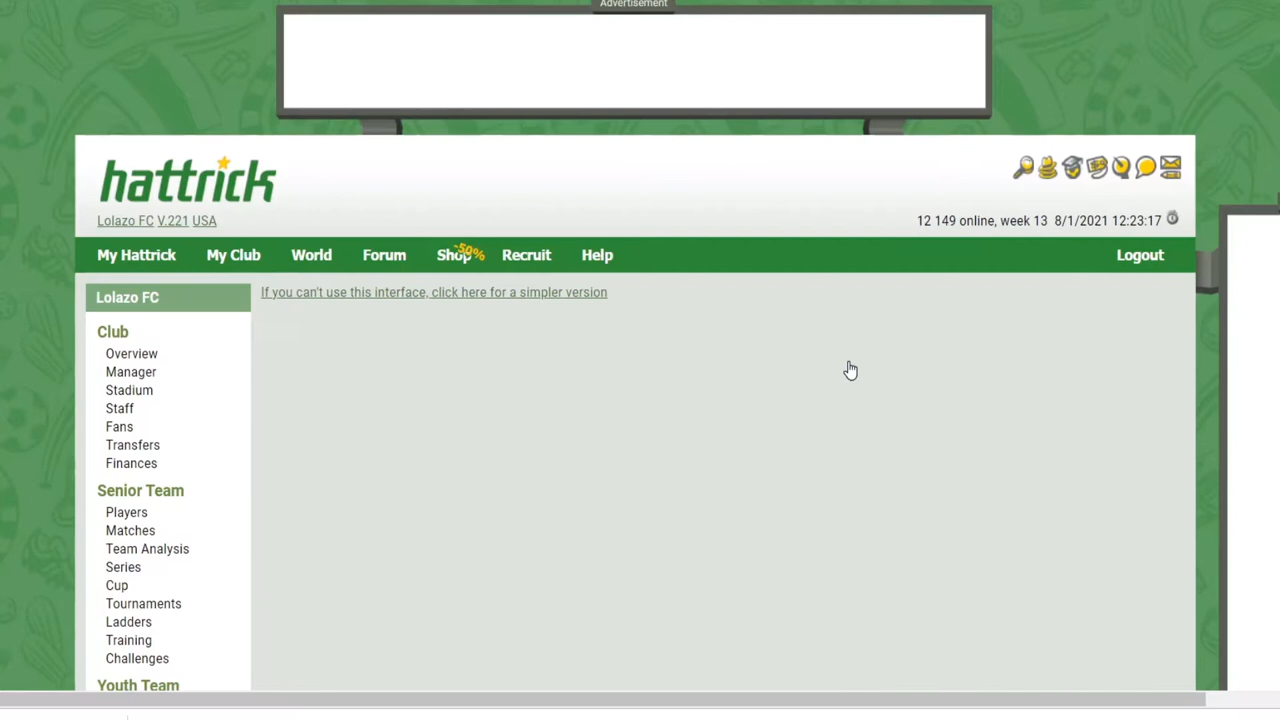 Advertisement
hattrick
Lolazo FC V.221 USA
12 149 online, week 13 8/1/2021 12:23:17
My Hattrick My Club World Forum Shop -50% Recruit Help Logout
Lolazo FC
If you can't use this interface, click here for a simpler version
Club
Overview
Manager
Stadium
Staff
Fans
Transfers
Finances
Senior Team
Players
Matches
Team Analysis
Series
Cup
Tournaments
Ladders
Training
Challenges
Youth Team